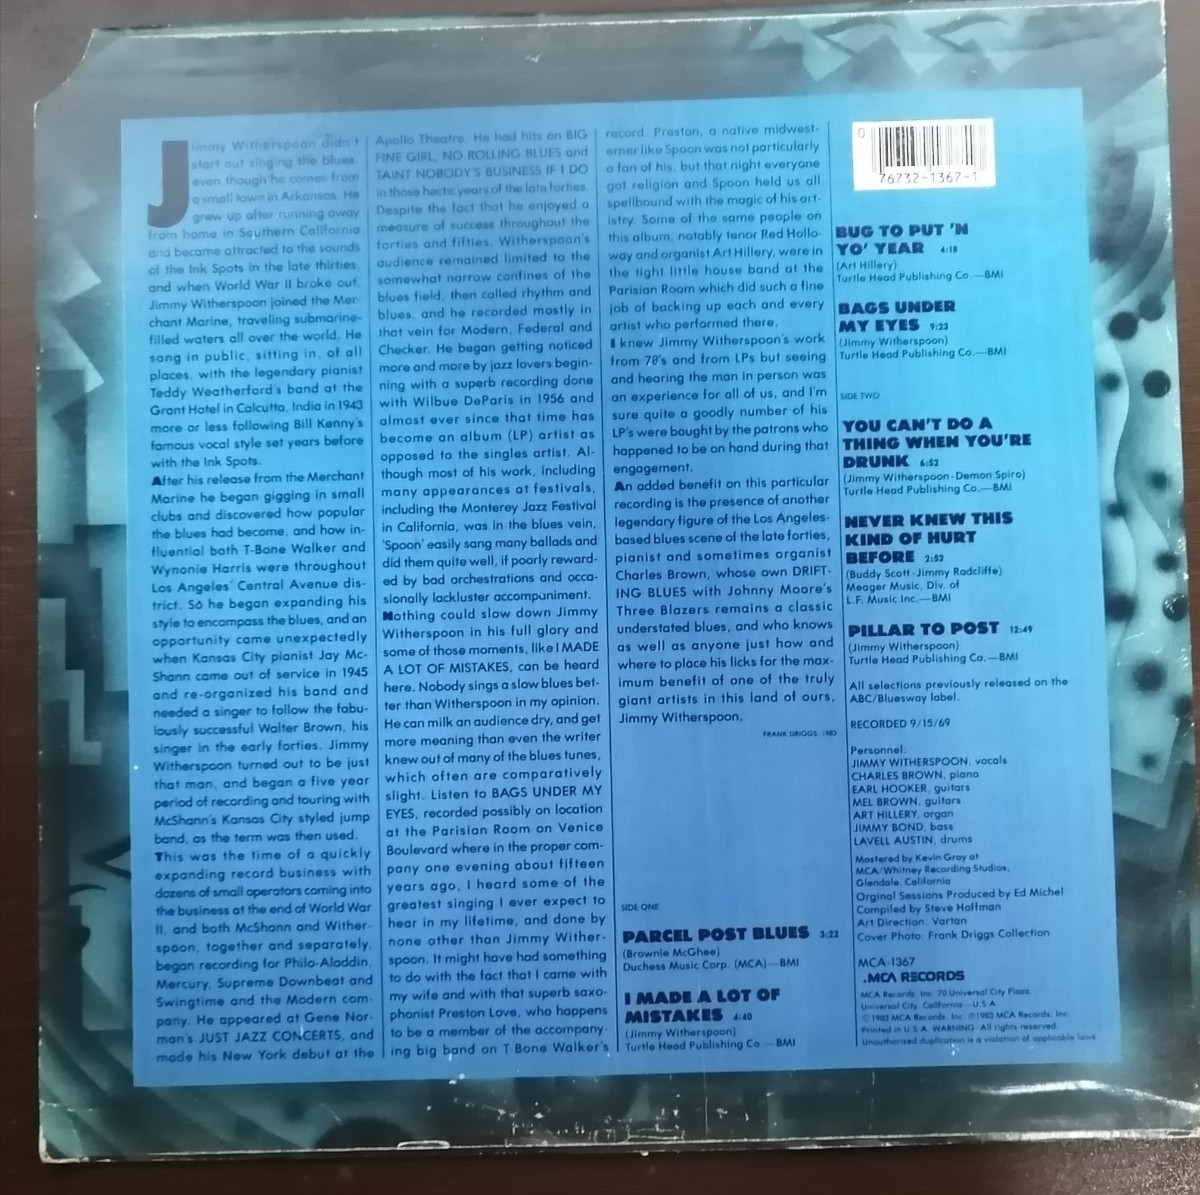 Jimmy Witherspoon didn't
start out singing the blues,
even though he comes from
a small town in Arkansas. He
grew up after running away
from home in Southern California
and became attracted to the sounds
of the Ink Spots in the late thirties,
and when World War II broke out,
Jimmy Witherspoon joined the Mer-
chant Marine, traveling submarine-
filled waters all over the world. He
sang in public, sitting in, of all
places, with the legendary pianist
Teddy Weatherford's band at the
Grant Hotel in Calcutta, India in 1943
more or less following Bill Kenny's
famous vocal style set years before
with the Ink Spots.
After his release from the Merchant
Marine he began gigging in small
clubs and discovered how popular
the blues had become, and how in-
fluential both T-Bone Walker and
Wynonie Harris were throughout
Los Angeles' Central Avenue dis-
trict. So he began expanding his
style to encompass the blues, and an
opportunity came unexpectedly
when Kansas City pianist Jay Mc-
Shann came out of service in 1945
and re-organized his band and
needed a singer to follow the fabu-
lously successful Walter Brown, his
singer in the early forties. Jimmy
Witherspoon turned out to be just
that man, and began a five year
period of recording and touring with
McShann's Kansas City styled jump
band, as the term was then used.
This was the time of a quickly
expanding record business with
dozens of small operators coming into
the business at the end of World War
II, and both McShann and Wither-
spoon, together and separately,
began recording for Philo-Aladdin,
Mercury, Supreme Downbeat and
Swingtime and the Modern com-
pany. He appeared at Gene Nor-
man's JUST JAZZ CONCERTS, and
made his New York debut at the
Apollo Theatre. He had hits on BIG
FINE GIRL, NO ROLLING BLUES and
TAINT NOBODY'S BUSINESS IF I DO
in those hectic years of the late forties.
Despite the fact that he enjoyed a
measure of success throughout the
forties and fifties, Witherspoon's
audience remained limited to the
somewhat narrow confines of the
blues field, then called rhythm and
blues, and he recorded mostly in
that vein for Modern, Federal and
Checker. He began getting noticed
more and more by jazz lovers begin-
ning with a superb recording done
with Wilbue DeParis in 1956 and
almost ever since that time has
become an album (LP) artist as
opposed to the singles artist. Al-
though most of his work, including
many appearances at festivals,
including the Monterey Jazz Festival
in California, was in the blues vein,
'Spoon' easily sang many ballads and
did them quite well, if poorly reward-
ed by bad orchestrations and occa-
sionally lackluster accompuniment.
Nothing could slow down Jimmy
Witherspoon in his full glory and
some of those moments, like I MADE
A LOT OF MISTAKES, can be heard
here. Nobody sings a slow blues bet-
ter than Witherspoon in my opinion.
He can milk an audience dry, and get
more meaning than even the writer
knew out of many of the blues tunes,
which often are comparatively
slight. Listen to BAGS UNDER MY
EYES, recorded possibly on location
at the Parisian Room on Venice
Boulevard where in the proper com-
pany one evening about fifteen
years ago, I heard some of the
greatest singing I ever expect to
hear in my lifetime, and done by
none other than Jimmy Wither-
spoon. It might have had something
to do with the fact that I came with
my wife and with that superb saxo-
phonist Preston Love, who happens
to be a member of the accompany-
ing big band on T-Bone Walker's
record. Preston, a native midwest-
erner like Spoon was not particularly
a fan of his, but that night everyone
got religion and Spoon held us all
spellbound with the magic of his art-
istry. Some of the same people on
this album, notably tenor Red Hollo-
way and organist Art Hillery, were in
the tight little house band at the
Parisian Room which did such a fine
job of backing up each and every
artist who performed there.
I knew Jimmy Witherspoon's work
from 78's and from LPs but seeing
and hearing the man in person was
an experience for all of us, and I'm
sure quite a goodly number of his
LP's were bought by the patrons who
happened to be on hand during that
engagement.
An added benefit on this particular
recording is the presence of another
legendary figure of the Los Angeles-
based blues scene of the late forties,
pianist and sometimes organist
Charles Brown, whose own DRIFT-
ING BLUES with Johnny Moore's
Three Blazers remains a classic
understated blues, and who knows
as well as anyone just how and
where to place his licks for the max-
imum benefit of one of the truly
giant artists in this land of ours,
Jimmy Witherspoon.
FRANK DRIGGS 1983
SIDE ONE
PARCEL POST BLUES 3:22
(Brownie McGhee)
Duchess Music Corp. (MCA)—BMI
I MADE A LOT OF
MISTAKES 4:40
(Jimmy Witherspoon)
Turtle Head Publishing Co.—BMI
0
76732-1367-1
BUG TO PUT 'N
YO' YEAR 4:18
(Art Hillery)
Turtle Head Publishing Co.—BMI
BAGS UNDER
MY EYES 9:23
(Jimmy Witherspoon)
Turtle Head Publishing Co.—BMI
SIDE TWO
YOU CAN'T DO A
THING WHEN YOU'RE
DRUNK 6:52
(Jimmy Witherspoon-Demon Spiro)
Turtle Head Publishing Co.—BMI
NEVER KNEW THIS
KIND OF HURT
BEFORE 2:52
(Buddy Scott-Jimmy Radcliffe)
Meager Music, Div. of
L.F. Music Inc.—BMI
PILLAR TO POST 12:49
(Jimmy Witherspoon)
Turtle Head Publishing Co.—BMI
All selections previously released on the
ABC/Bluesway label.
RECORDED 9/15/69
Personnel:
JIMMY WITHERSPOON, vocals
CHARLES BROWN, piano
EARL HOOKER, guitars
MEL BROWN, guitars
ART HILLERY, organ
JIMMY BOND, bass
LAVELL AUSTIN, drums
Mastered by Kevin Gray at
MCA/Whitney Recording Studios,
Glendale, California
Orginal Sessions Produced by Ed Michel
Compiled by Steve Hoffman
Art Direction: Vartan
Cover Photo: Frank Driggs Collection
MCA-1367
.MCA RECORDS
MCA Records, Inc. 70 Universal City Plaza,
Universal City, California—U.S.A.
©1983 MCA Records, Inc. ℗1983 MCA Records, Inc.
Printed in U.S.A. WARNING: All rights reserved.
Unauthorized duplication is a violation of applicable laws.